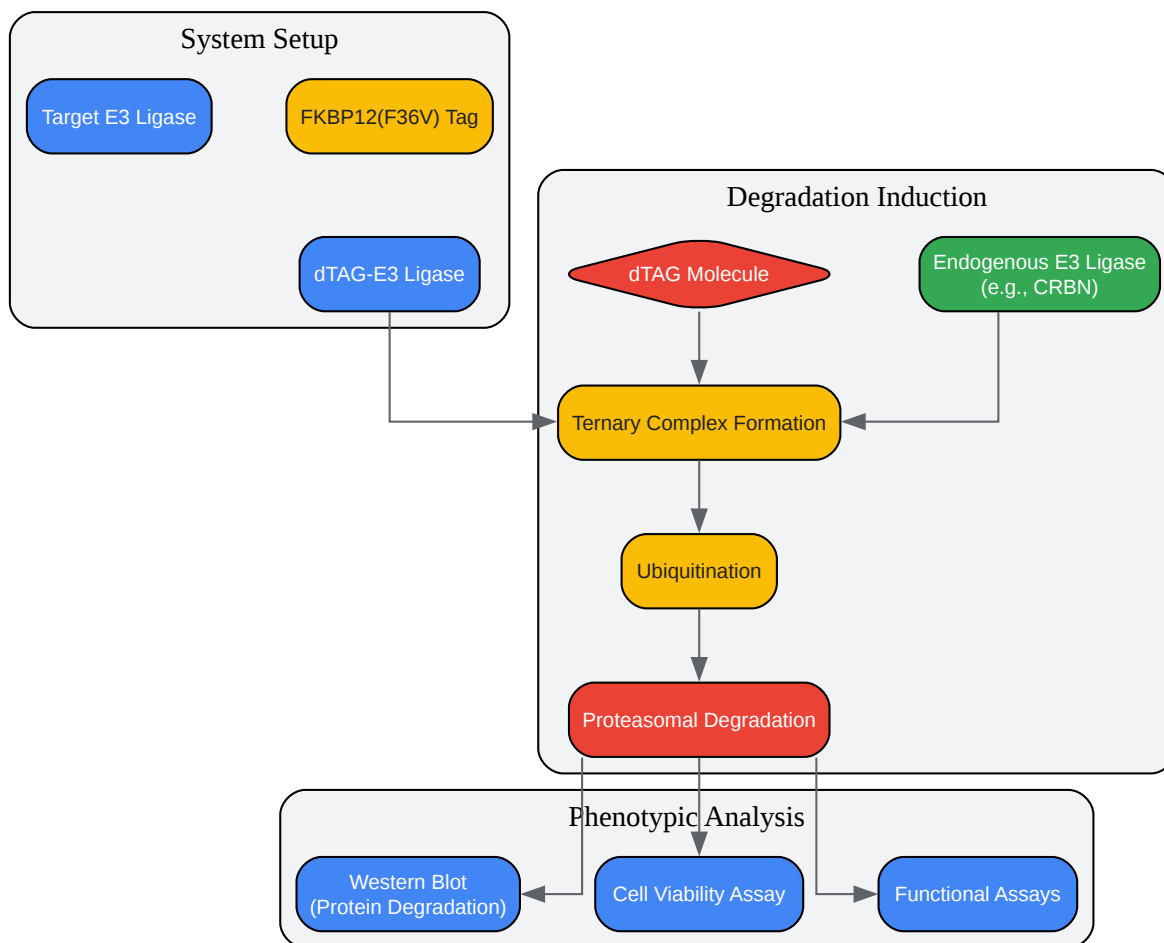 System Setup
Target E3 Ligase
FKBP12(F36V) Tag
dTAG-E3 Ligase
Degradation Induction
dTAG Molecule
Endogenous E3 Ligase
(e.g., CRBN)
Ternary Complex Formation
Ubiquitination
Proteasomal Degradation
Phenotypic Analysis
Western Blot
(Protein Degradation)
Cell Viability Assay
Functional Assays